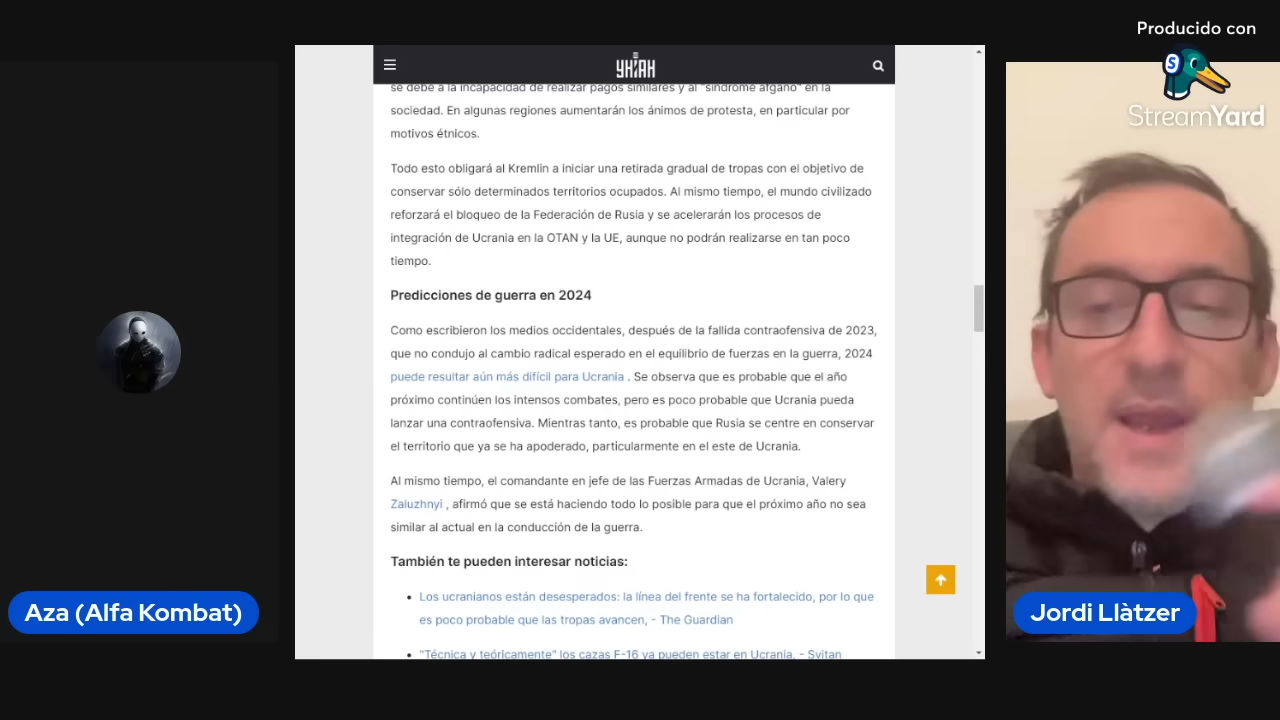 Producido con
StreamYard
УНІАН
se debe a la incapacidad de realizar pagos similares y al "síndrome afgano" en la
sociedad. En algunas regiones aumentarán los ánimos de protesta, en particular por
motivos étnicos.
Todo esto obligará al Kremlin a iniciar una retirada gradual de tropas con el objetivo de
conservar sólo determinados territorios ocupados. Al mismo tiempo, el mundo civilizado
reforzará el bloqueo de la Federación de Rusia y se acelerarán los procesos de
integración de Ucrania en la OTAN y la UE, aunque no podrán realizarse en tan poco
tiempo.
Predicciones de guerra en 2024
Como escribieron los medios occidentales, después de la fallida contraofensiva de 2023,
que no condujo al cambio radical esperado en el equilibrio de fuerzas en la guerra, 2024
puede resultar aún más difícil para Ucrania . Se observa que es probable que el año
próximo continúen los intensos combates, pero es poco probable que Ucrania pueda
lanzar una contraofensiva. Mientras tanto, es probable que Rusia se centre en conservar
el territorio que ya se ha apoderado, particularmente en el este de Ucrania.
Al mismo tiempo, el comandante en jefe de las Fuerzas Armadas de Ucrania, Valery
Zaluzhnyi , afirmó que se está haciendo todo lo posible para que el próximo año no sea
similar al actual en la conducción de la guerra.
También te pueden interesar noticias:
Los ucranianos están desesperados: la línea del frente se ha fortalecido, por lo que
es poco probable que las tropas avancen, - The Guardian
"Técnica y teóricamente" los cazas F-16 ya pueden estar en Ucrania, - Svitan
Aza (Alfa Kombat)
Jordi Llàtzer